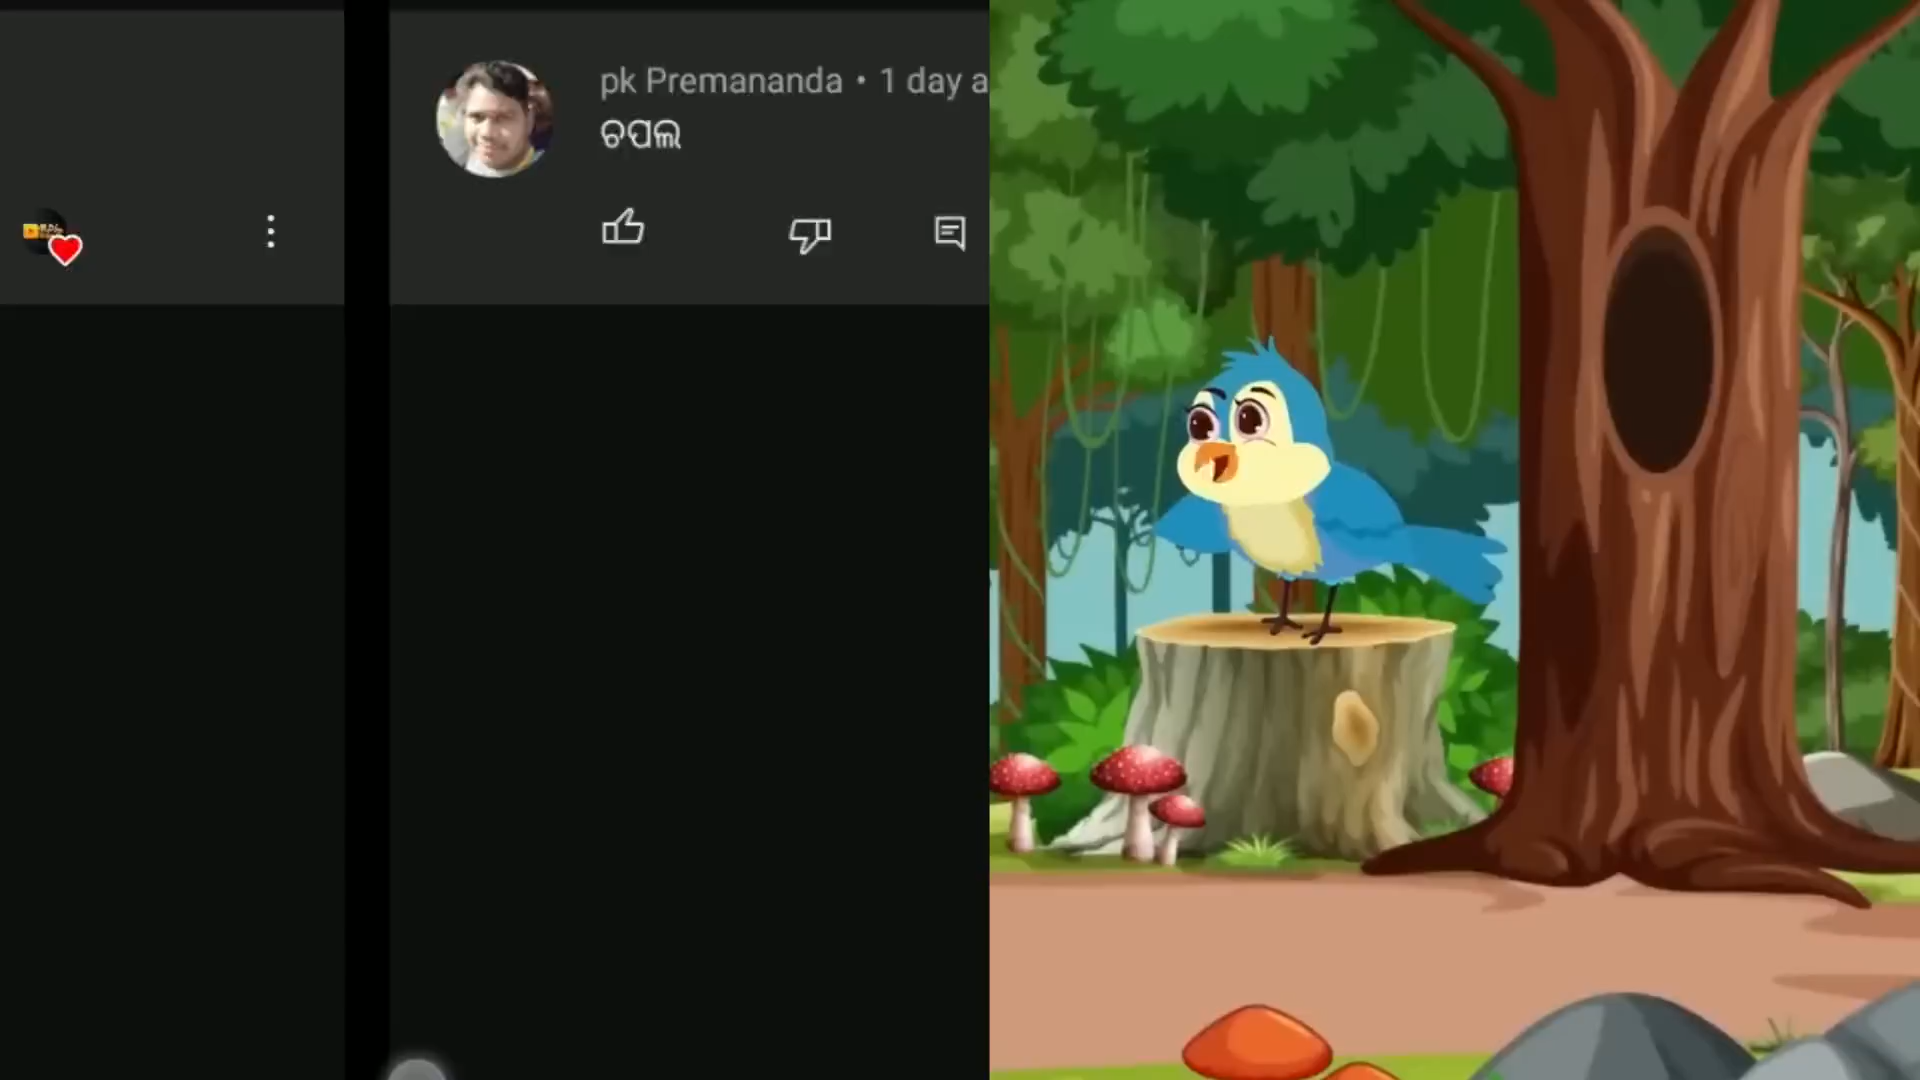 pk Premananda • 1 day a
ଚପଲ